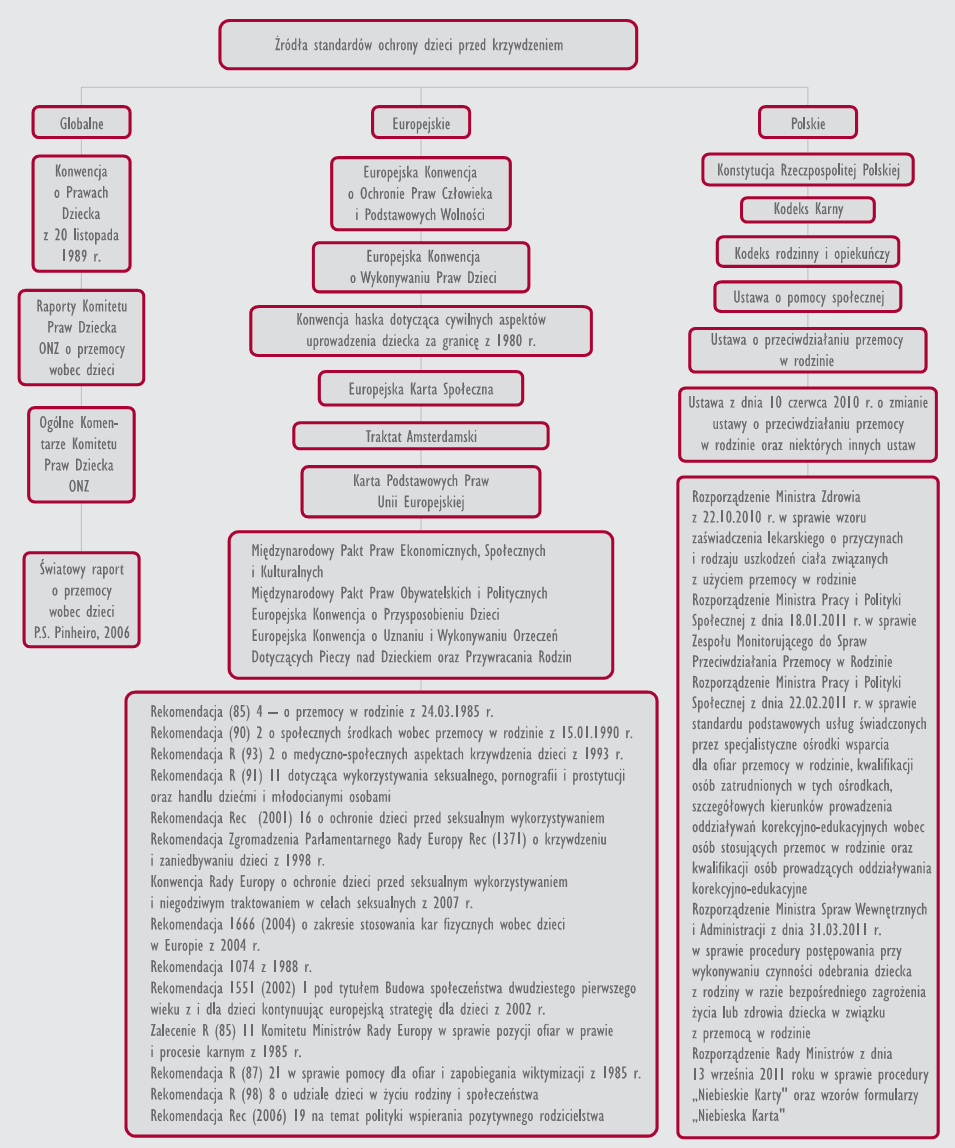 Źródła standardów ochrony dzieci przed krzywdzeniem
Globalne
Konwencja
o Prawach
Dziecka
z 20 listopada
1989 r.
Raporty Komitetu
Praw Dziecka
ONZ o przemocy
wobec dzieci
Ogólne Komen-
tarze Komitetu
Praw Dziecka
ONZ
Światowy raport
o przemocy
wobec dzieci
P.S. Pinheiro, 2006
Europejskie
Europejska Konwencja
o Ochronie Praw Człowieka
i Podstawowych Wolności
Europejska Konwencja
o Wykonywaniu Praw Dzieci
Konwencja haska dotycząca cywilnych aspektów
uprowadzenia dziecka za granicę z 1980 r.
Europejska Karta Społeczna
Traktat Amsterdamski
Karta Podstawowych Praw
Unii Europejskiej
Międzynarodowy Pakt Praw Ekonomicznych, Społecznych
i Kulturalnych
Międzynarodowy Pakt Praw Obywatelskich i Politycznych
Europejska Konwencja o Przysposobieniu Dzieci
Europejska Konwencja o Uznaniu i Wykonywaniu Orzeczeń
Dotyczących Pieczy nad Dzieckiem oraz Przywracania Rodzin
Rekomendacja (85) 4 – o przemocy w rodzinie z 24.03.1985 r.
Rekomendacja (90) 2 o społecznych środkach wobec przemocy w rodzinie z 15.01.1990 r.
Rekomendacja R (93) 2 o medyczno-społecznych aspektach krzywdzenia dzieci z 1993 r.
Rekomendacja R (91) 11 dotycząca wykorzystywania seksualnego, pornografii i prostytucji
oraz handlu dziećmi i młodocianymi osobami
Rekomendacja Rec (2001) 16 o ochronie dzieci przed seksualnym wykorzystywaniem
Rekomendacja Zgromadzenia Parlamentarnego Rady Europy Rec (1371) o krzywdzeniu
i zaniedbywaniu dzieci z 1998 r.
Konwencja Rady Europy o ochronie dzieci przed seksualnym wykorzystywaniem
i niegodziwym traktowaniem w celach seksualnych z 2007 r.
Rekomendacja 1666 (2004) o zakresie stosowania kar fizycznych wobec dzieci
w Europie z 2004 r.
Rekomendacja 1074 z 1988 r.
Rekomendacja 1551 (2002) 1 pod tytułem Budowa społeczeństwa dwudziestego pierwszego
wieku z i dla dzieci kontynuując europejską strategię dla dzieci z 2002 r.
Zalecenie R (85) 11 Komitetu Ministrów Rady Europy w sprawie pozycji ofiar w prawie
i procesie karnym z 1985 r.
Rekomendacja R (87) 21 w sprawie pomocy dla ofiar i zapobiegania wiktymizacji z 1985 r.
Rekomendacja R (98) 8 o udziale dzieci w życiu rodziny i społeczeństwa
Rekomendacja Rec (2006) 19 na temat polityki wspierania pozytywnego rodzicielstwa
Polskie
Konstytucja Rzeczpospolitej Polskiej
Kodeks Karny
Kodeks rodzinny i opiekuńczy
Ustawa o pomocy społecznej
Ustawa o przeciwdziałaniu przemocy
w rodzinie
Ustawa z dnia 10 czerwca 2010 r. o zmianie
ustawy o przeciwdziałaniu przemocy
w rodzinie oraz niektórych innych ustaw
Rozporządzenie Ministra Zdrowia
z 22.10.2010 r. w sprawie wzoru
zaświadczenia lekarskiego o przyczynach
i rodzaju uszkodzeń ciała związanych
z użyciem przemocy w rodzinie
Rozporządzenie Ministra Pracy i Polityki
Społecznej z dnia 18.01.2011 r. w sprawie
Zespołu Monitorującego do Spraw
Przeciwdziałania Przemocy w Rodzinie
Rozporządzenie Ministra Pracy i Polityki
Społecznej z dnia 22.02.2011 r. w sprawie
standardu podstawowych usług świadczonych
przez specjalistyczne ośrodki wsparcia
dla ofiar przemocy w rodzinie, kwalifikacji
osób zatrudnionych w tych ośrodkach,
szczegółowych kierunków prowadzenia
oddziaływań korekcyjno-edukacyjnych wobec
osób stosujących przemoc w rodzinie oraz
kwalifikacji osób prowadzących oddziaływania
korekcyjno-edukacyjne
Rozporządzenie Ministra Spraw Wewnętrznych
i Administracji z dnia 31.03.2011 r.
w sprawie procedury postępowania przy
wykonywaniu czynności odebrania dziecka
z rodziny w razie bezpośredniego zagrożenia
życia lub zdrowia dziecka w związku
z przemocą w rodzinie
Rozporządzenie Rady Ministrów z dnia
13 września 2011 roku w sprawie procedury
„Niebieskie Karty" oraz wzorów formularzy
„Niebieska Karta"